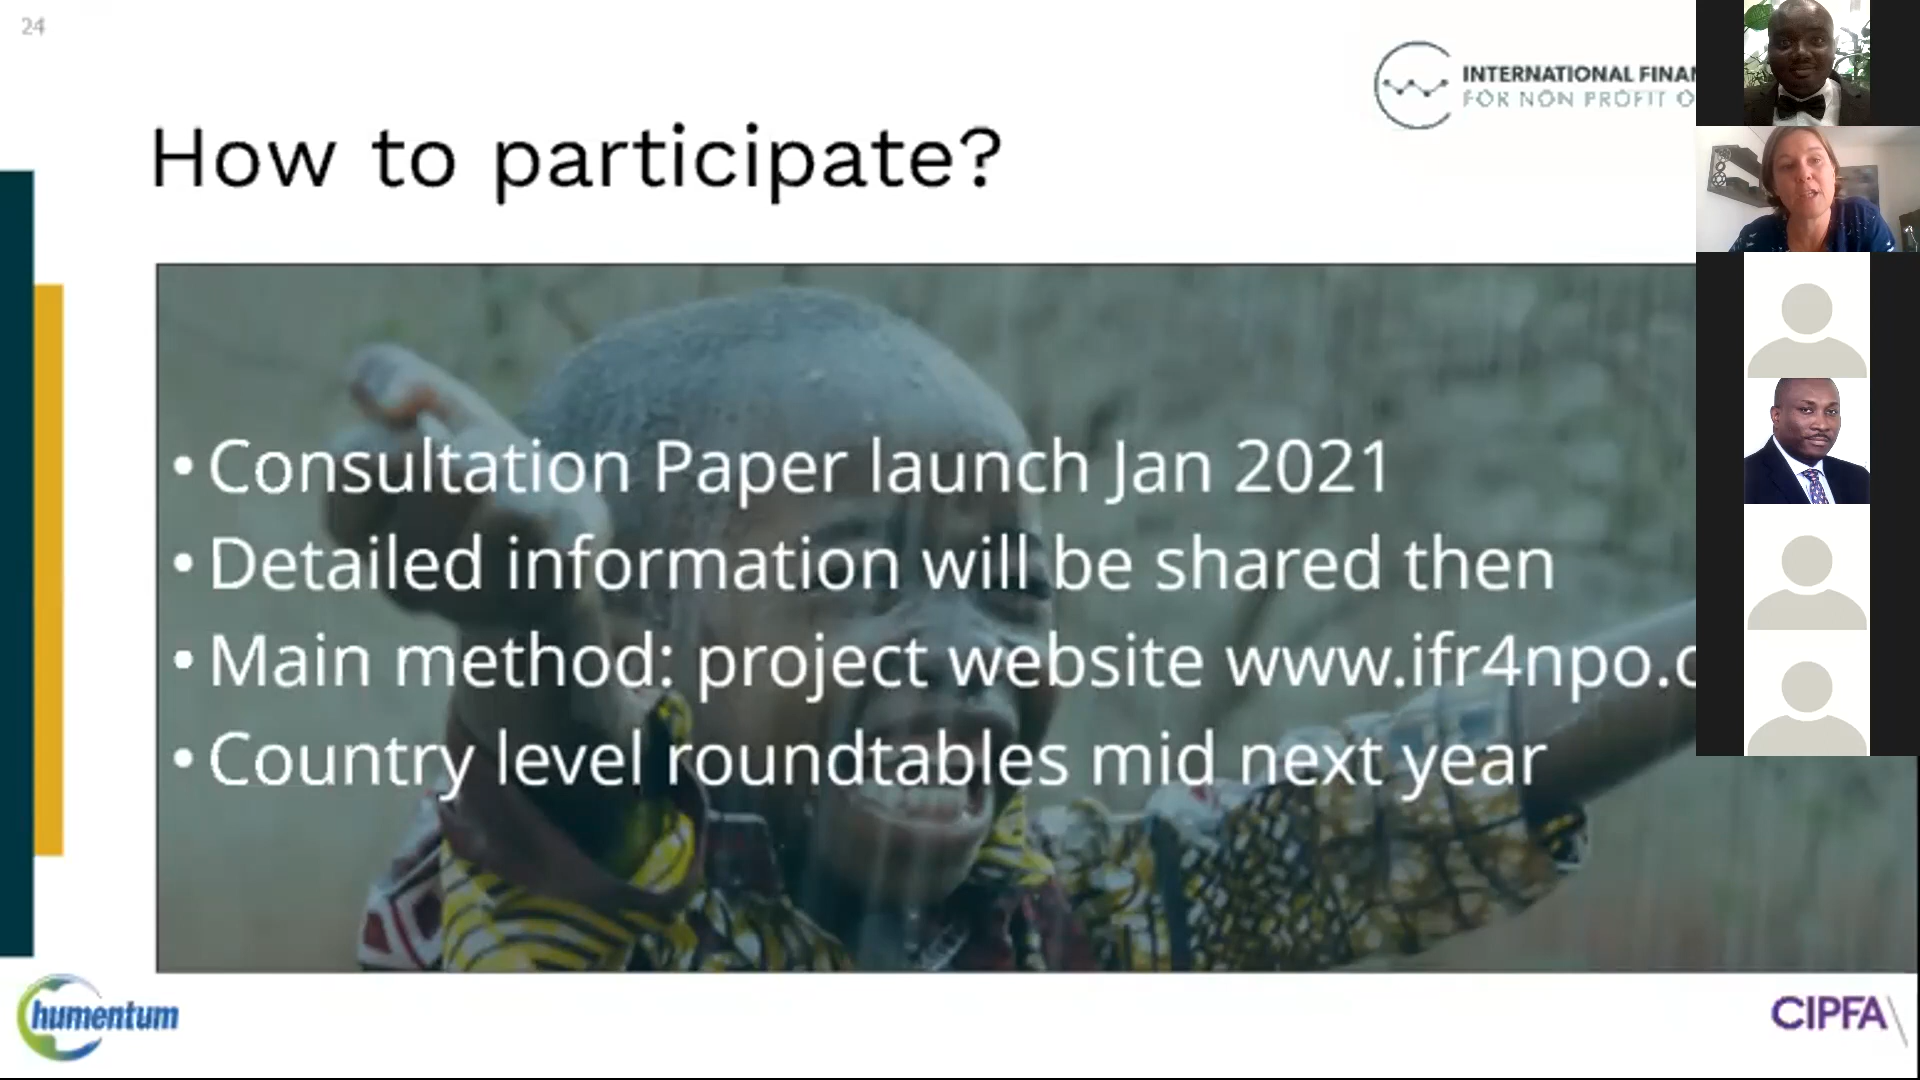 24
INTERNATIONAL FINAN
FOR NON PROFIT O
How to participate?
• Consultation Paper launch Jan 2021
• Detailed information will be shared then
• Main method: project website www.ifr4npo.o
• Country level roundtables mid next year
humentum
CIPFA